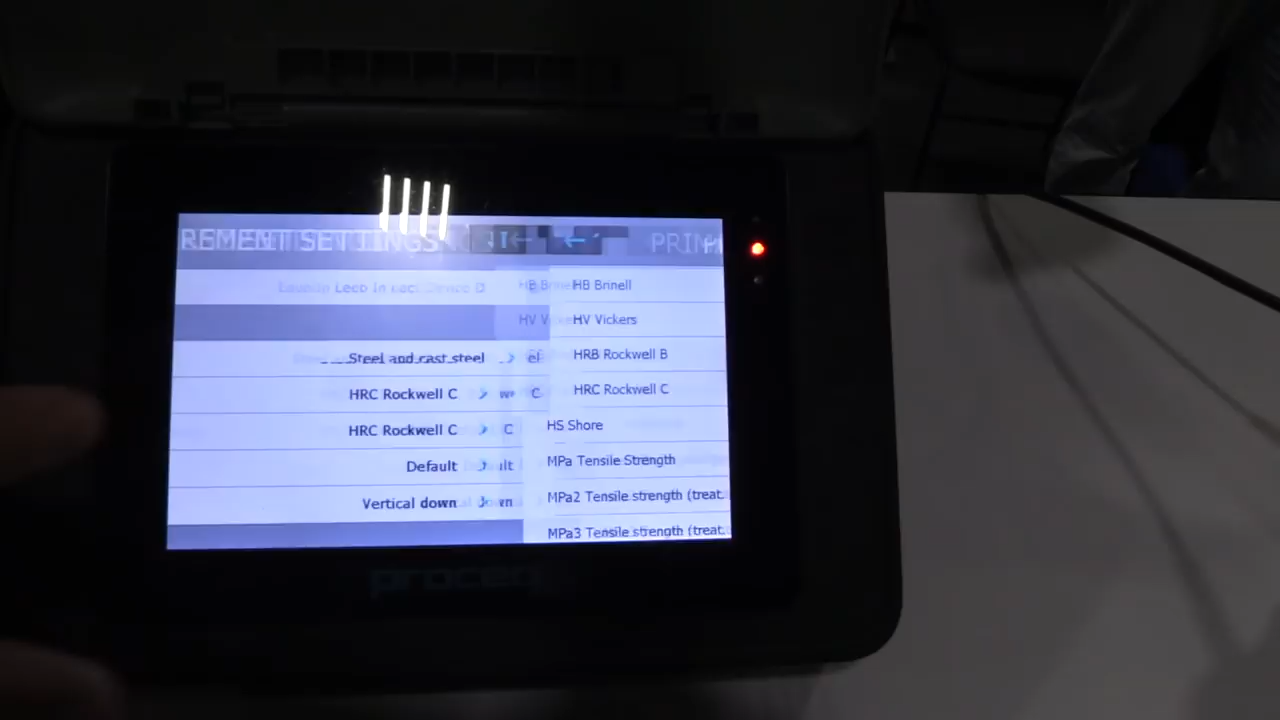 REMENT SETTINGS
PRIM
HB Brinell
HV Vickers
Steel and cast steel
HRB Rockwell B
HRC Rockwell C
HRC Rockwell C
HRC Rockwell C
HS Shore
Default
MPa Tensile Strength
Vertical down
MPa2 Tensile strength (treat.
MPa3 Tensile strength (treat.
proceq